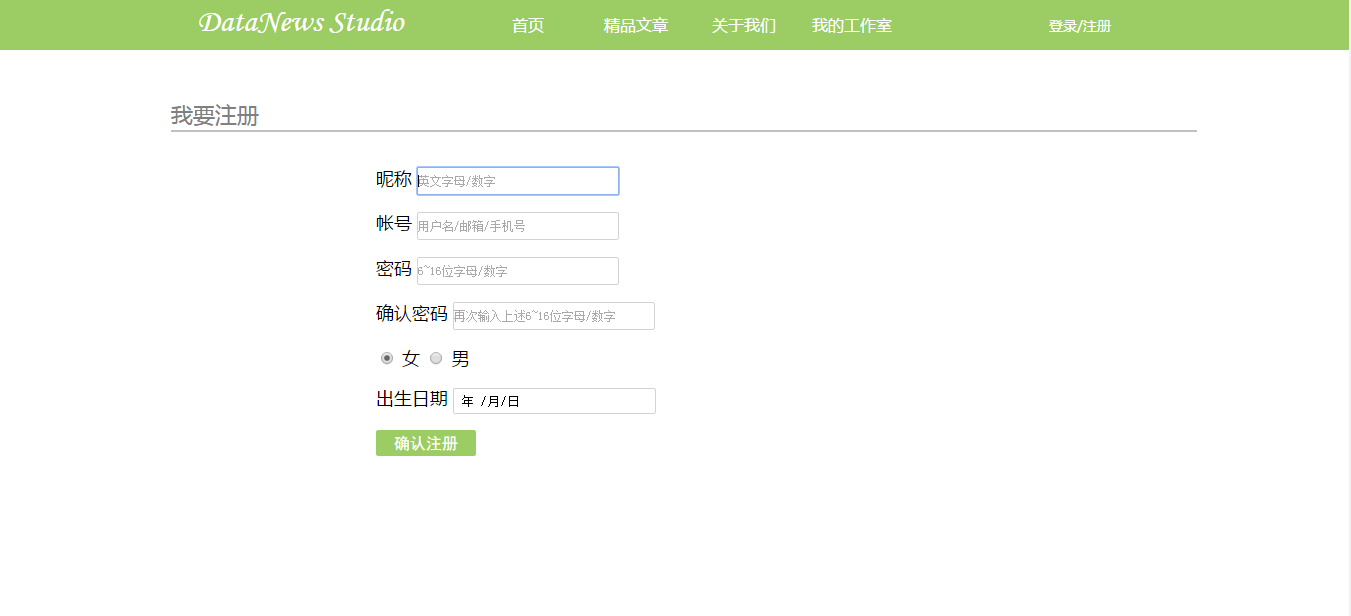 DataNews Studio 首页 精品文章 关于我们 我的工作室 登录/注册
我要注册
昵称 英文字母/数字
帐号 用户名/邮箱/手机号
密码 6~16位字母/数字
确认密码 再次输入上述6~16位字母/数字
女 男
出生日期 年 /月/日
确认注册